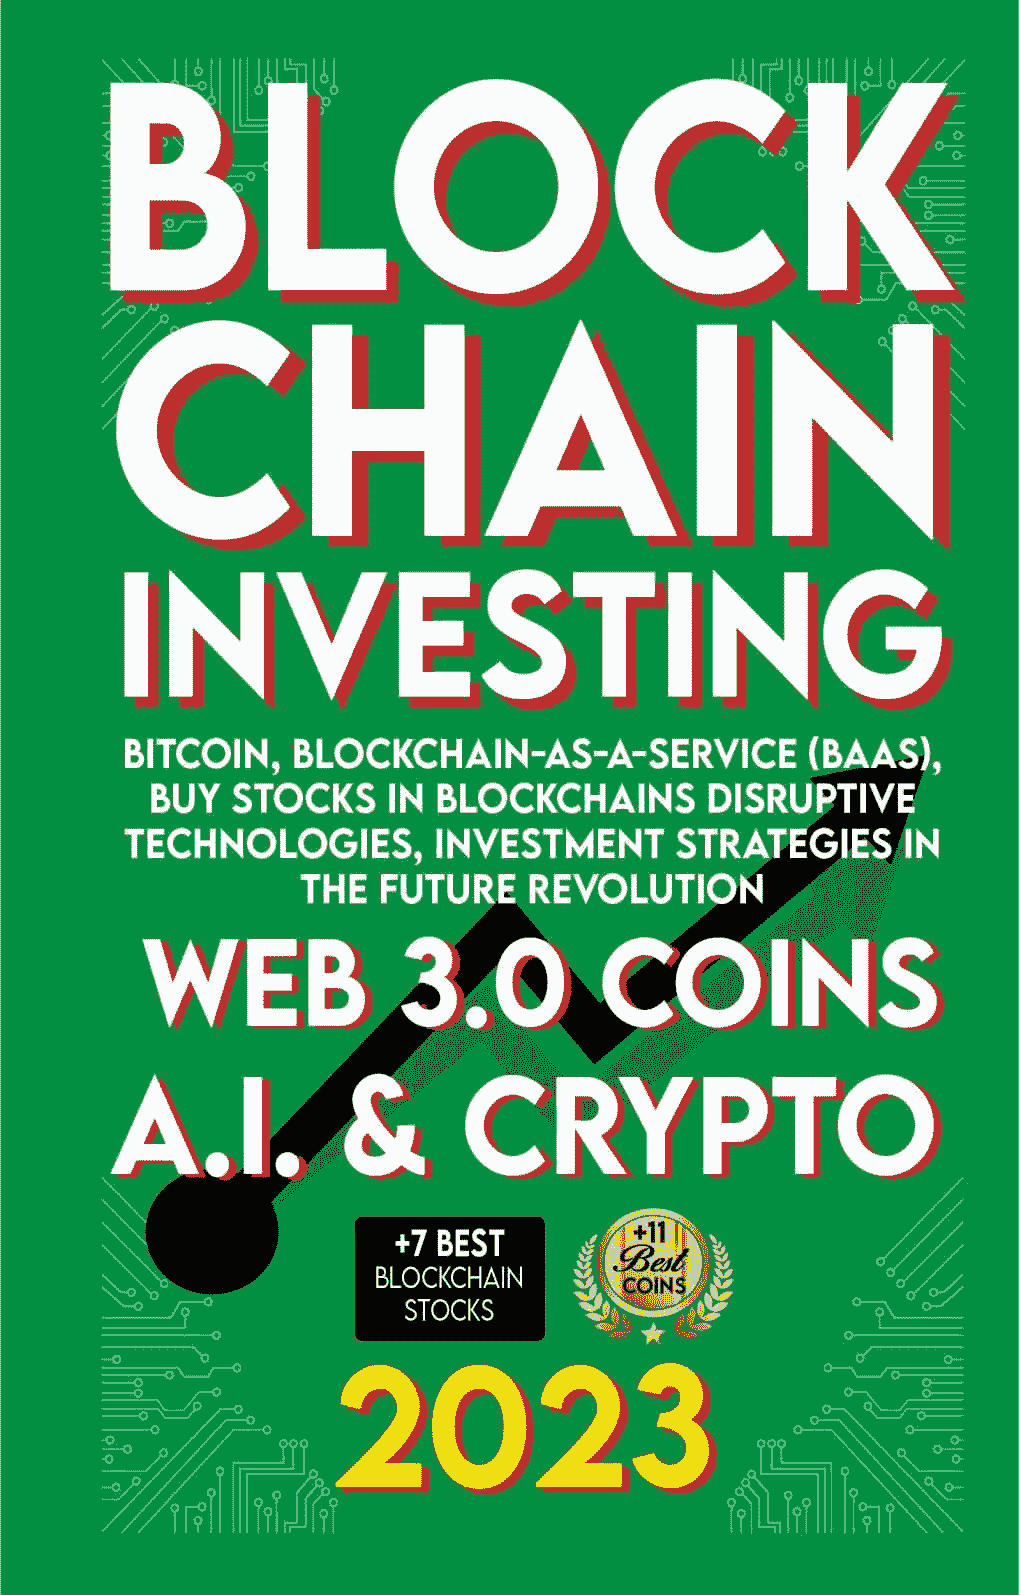 BLOCK
CHAIN
INVESTING
BITCOIN, BLOCKCHAIN-AS-A-SERVICE (BAAS),
BUY STOCKS IN BLOCKCHAINS DISRUPTIVE
TECHNOLOGIES, INVESTMENT STRATEGIES IN
THE FUTURE REVOLUTION
WEB 3.0 COINS
A.I. & CRYPTO
+7 BEST
BLOCKCHAIN
STOCKS
+11
Best
COINS
2023